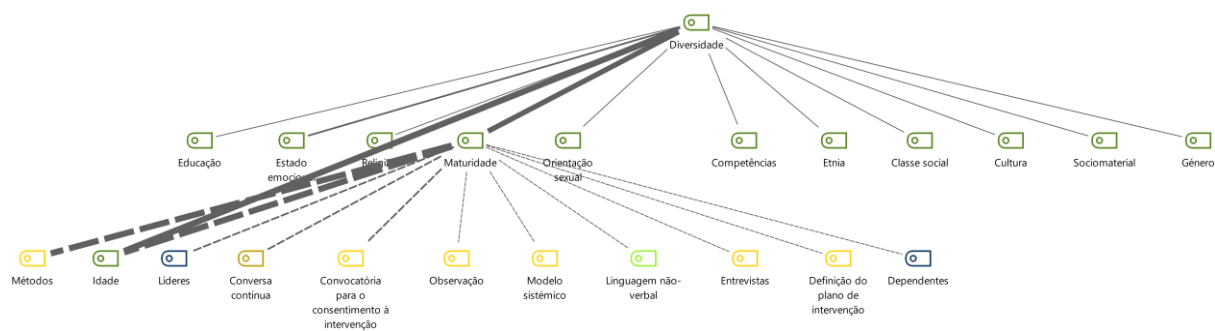 Diversidade
Educação
Estado
emocional
Religião
Maturidade
Orientação
sexual
Competências
Etnia
Classe social
Cultura
Sociomaterial
Género
Métodos
Idade
Líderes
Conversa
contínua
Convocatória
para o
consentimento à
intervenção
Observação
Modelo
sistémico
Linguagem não-
verbal
Entrevistas
Definição do
plano de
intervenção
Dependentes